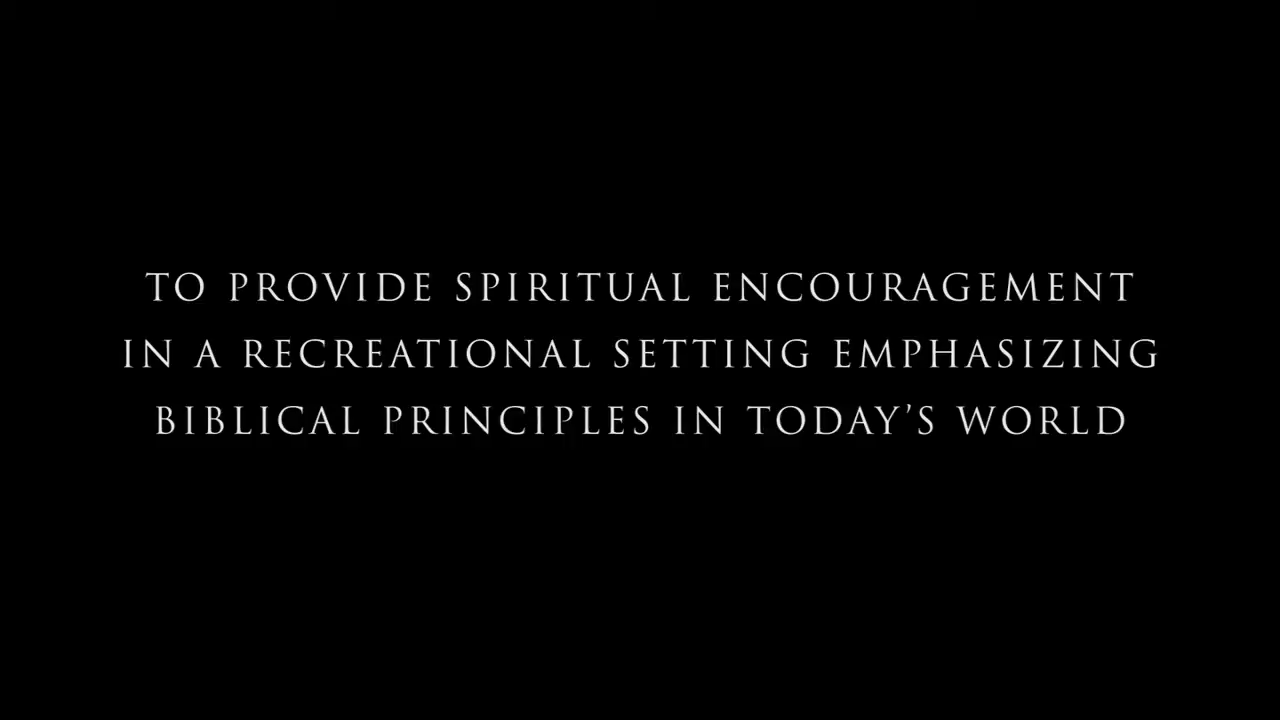 TO PROVIDE SPIRITUAL ENCOURAGEMENT
IN A RECREATIONAL SETTING EMPHASIZING
BIBLICAL PRINCIPLES IN TODAY’S WORLD